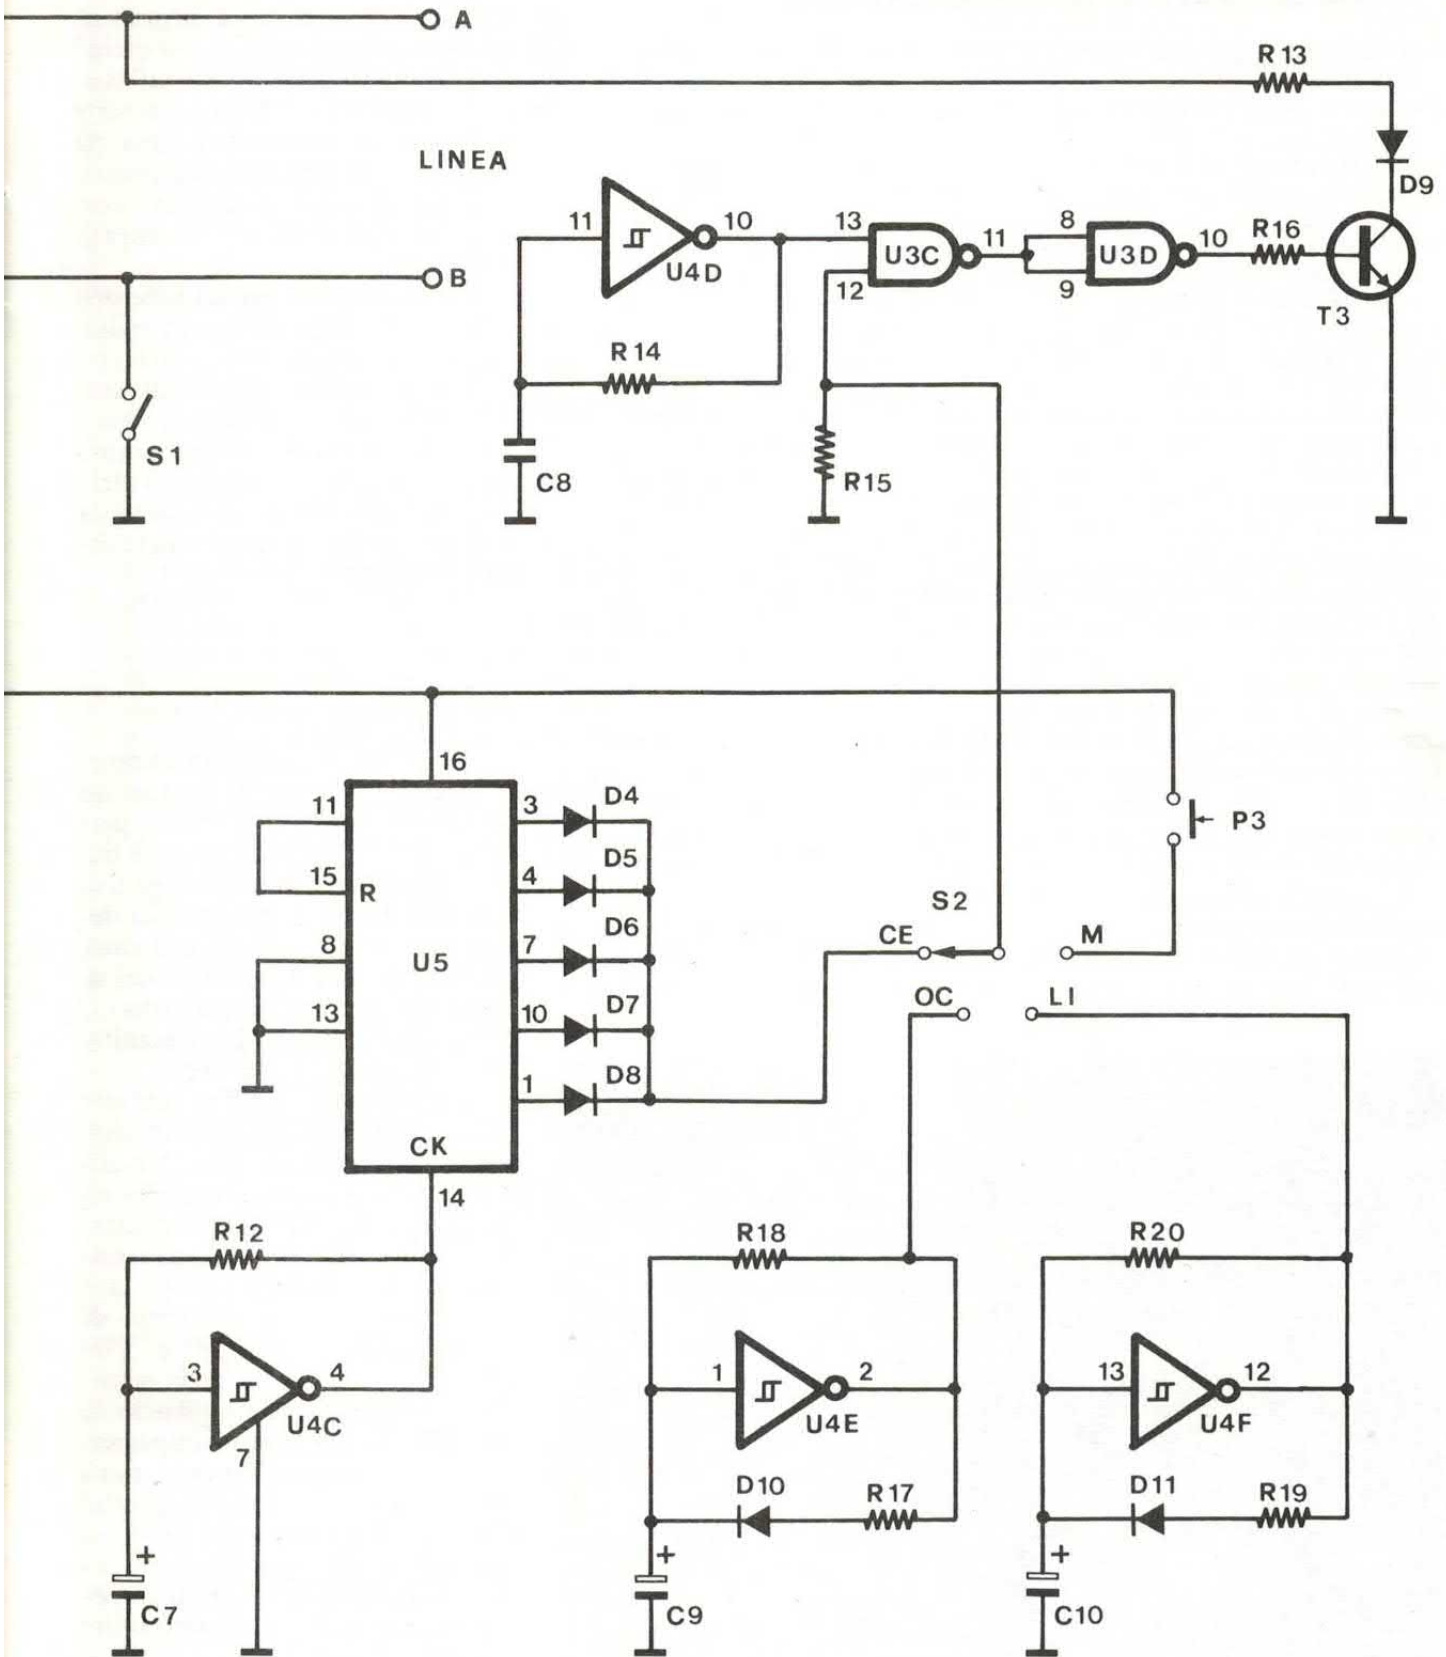 A
R 13
D9
LINEA
11
10
U4D
13
12
U3C
11
8
9
U3D
10
R16
T3
B
R 14
S1
C8
R15
16
11
15
R
8
13
U5
CK
14
3
D4
4
D5
7
D6
10
D7
1
D8
P3
S2
CE
M
OC
LI
R12
3
4
U4C
7
+
C7
R18
1
2
U4E
D10
R17
+
C9
R20
13
12
U4F
D11
R19
+
C10